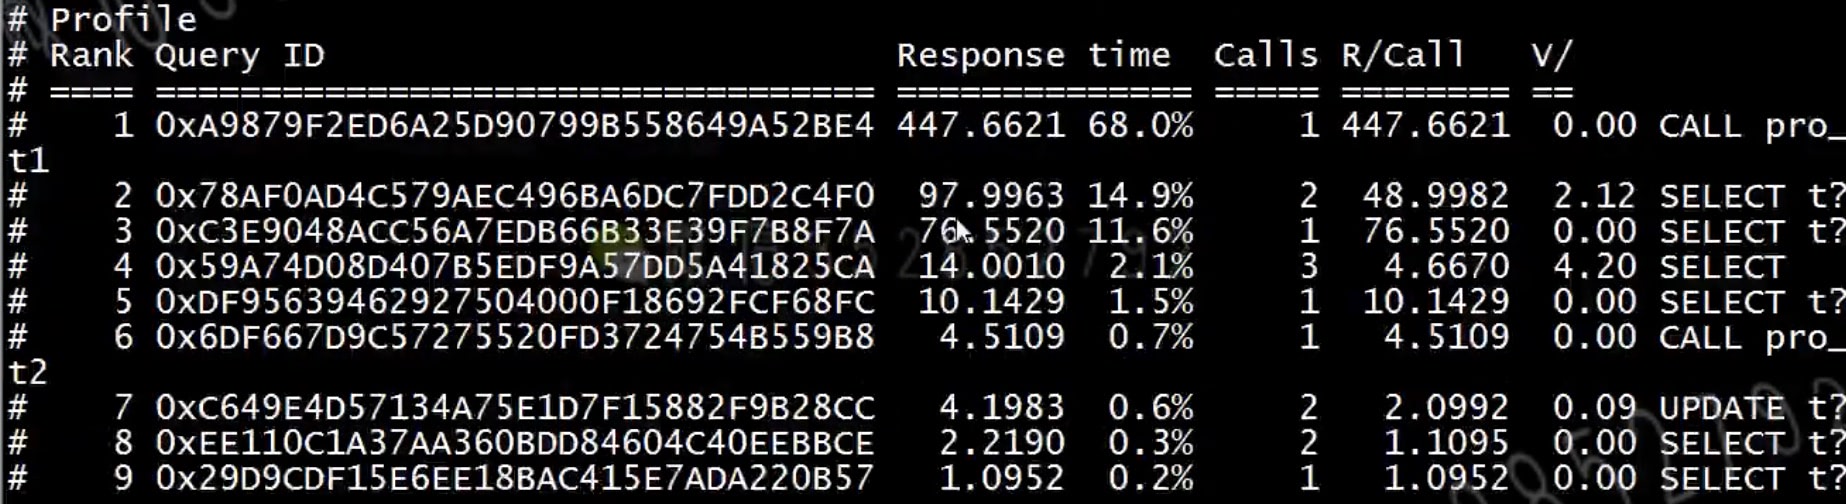 # Profile
# Rank Query ID                           Response time  Calls R/Call   V/
# ==== ================================== ============== ===== ======== ==
#    1 0xA9879F2ED6A25D90799B558649A52BE4 447.6621 68.0%     1 447.6621  0.00 CALL pro_
t1
#    2 0x78AF0AD4C579AEC496BA6DC7FDD2C4F0  97.9963 14.9%     2  48.9982  2.12 SELECT t?
#    3 0xC3E9048ACC56A7EDB66B33E39F7B8F7A  76.5520 11.6%     1  76.5520  0.00 SELECT t?
#    4 0x59A74D08D407B5EDF9A57DD5A41825CA  14.0010  2.1%     3   4.6670  4.20 SELECT
#    5 0xDF956394629275040​00F18692FCF68FC  10.1429  1.5%     1  10.1429  0.00 SELECT t?
#    6 0x6DF667D9C57275520FD3724754B559B8   4.5109  0.7%     1   4.5109  0.00 CALL pro_
t2
#    7 0xC649E4D57134A75E1D7F15882F9B28CC   4.1983  0.6%     2   2.0992  0.09 UPDATE t?
#    8 0xEE110C1A37AA360BDD84604C40EEBBCE   2.2190  0.3%     2   1.1095  0.00 SELECT t?
#    9 0x29D9CDF15E6EE18BAC415E7ADA220B57   1.0952  0.2%     1   1.0952  0.00 SELECT t?